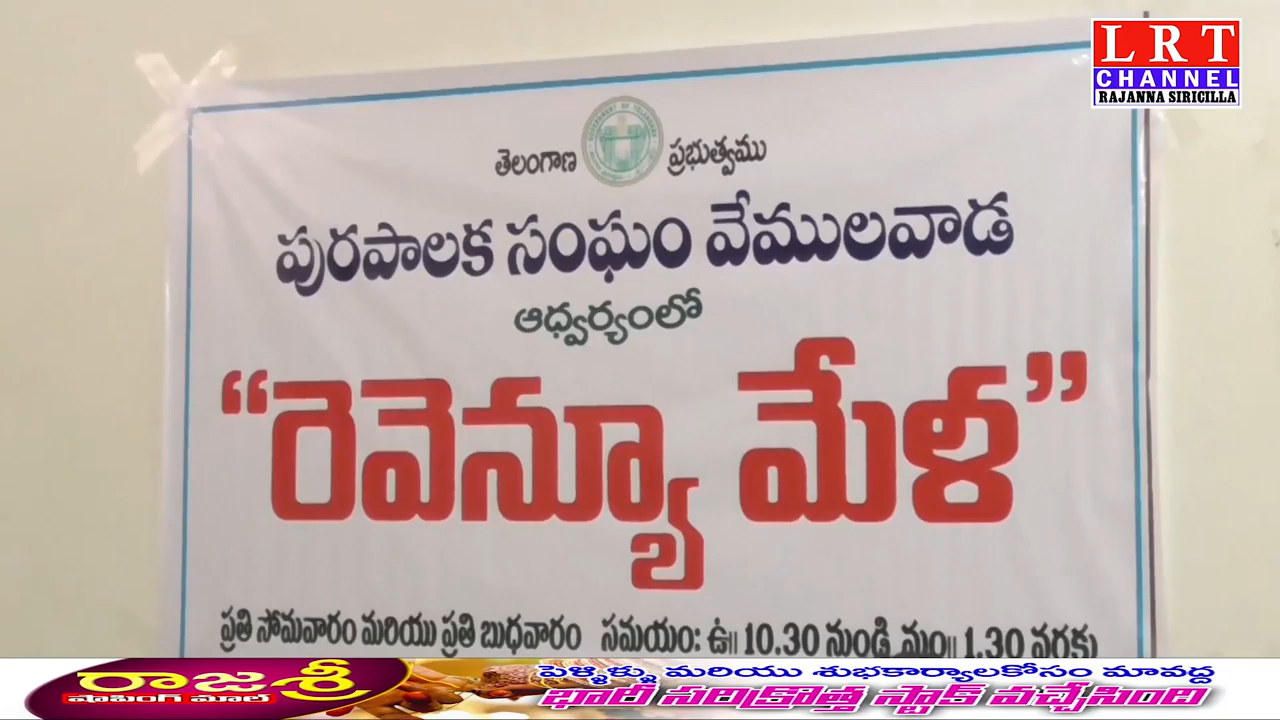 LRT
CHANNEL
RAJANNA SIRICILLA
తెలంగాణ ప్రభుత్వము
పురపాలక సంఘం వేములవాడ
ఆధ్వర్యంలో
“రెవెన్యూ మేళ”
ప్రతి సోమవారం మరియు ప్రతి బుధవారం సమయం: ఉ॥ 10.30 నుండి మ॥ 1.30 వరకు
రాజశ్రీ
షాపింగ్ మాల్
పెళ్ళిళ్ళు మరియు శుభకార్యాలకోసం మావద్ద
భారీ సరిక్రొత్త స్టాక్ వచ్చేసింది